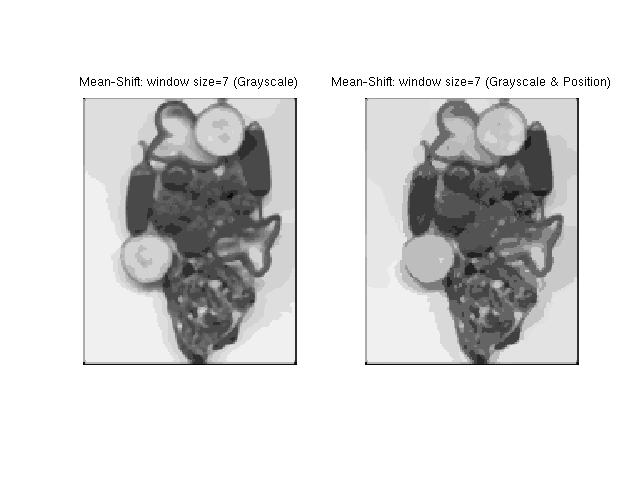 Mean-Shift: window size=7 (Grayscale)
Mean-Shift: window size=7 (Grayscale & Position)